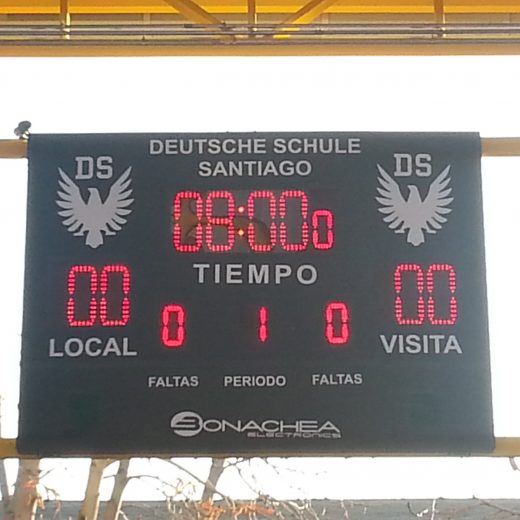 DEUTSCHE SCHULE
SANTIAGO
DS
DS
08:000
TIEMPO
00
00
LOCAL
VISITA
0 1 0
FALTAS PERIODO FALTAS
BONACHEA
ELECTRONICS